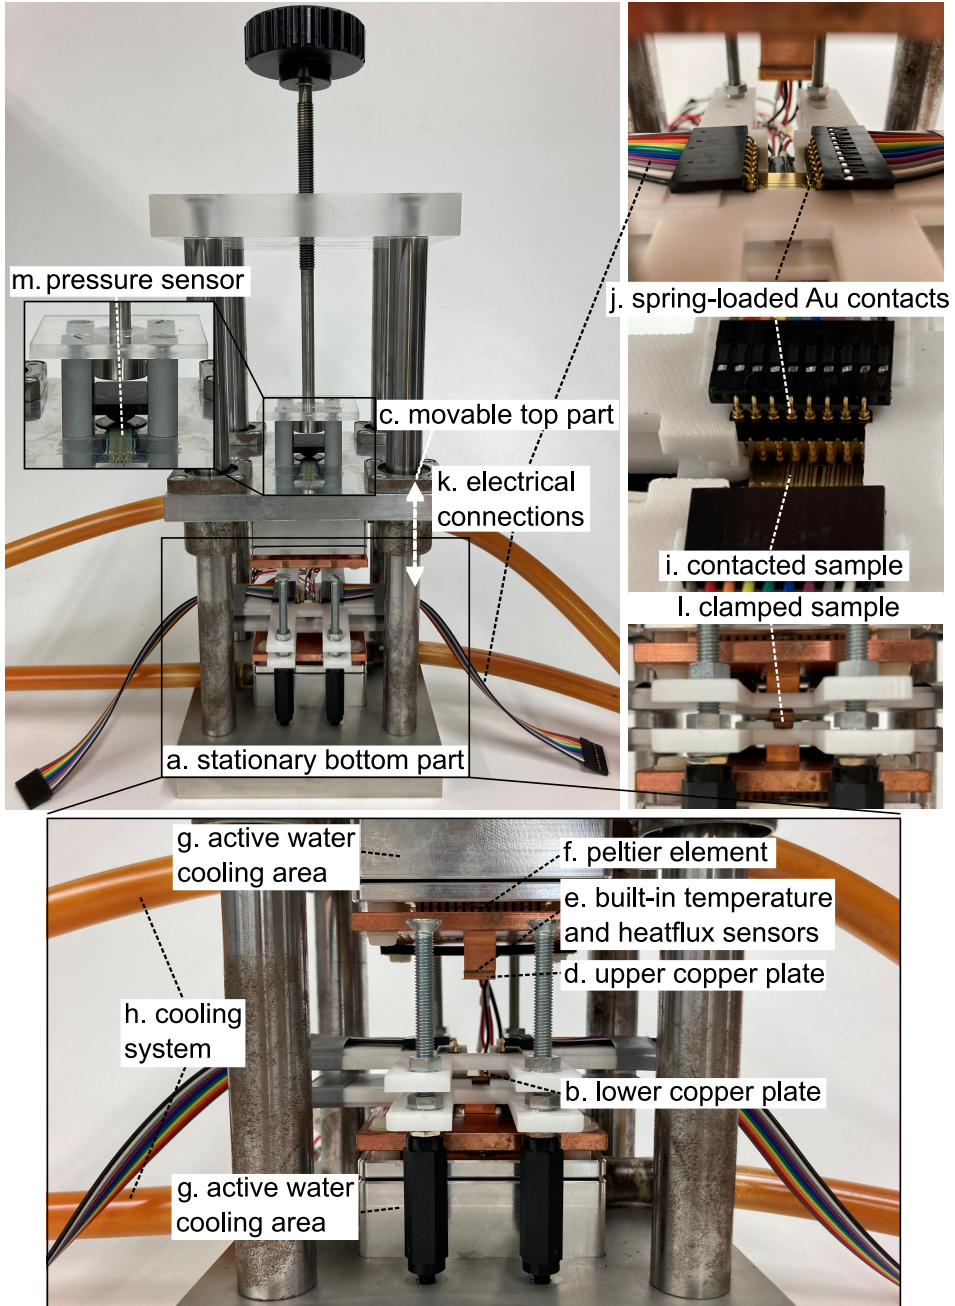 m. pressure sensor
j. spring-loaded Au contacts
c. movable top part
k. electrical
connections
i. contacted sample
l. clamped sample
a. stationary bottom part
g. active water
cooling area
f. peltier element
e. built-in temperature
and heatflux sensors
d. upper copper plate
h. cooling
system
b. lower copper plate
g. active water
cooling area